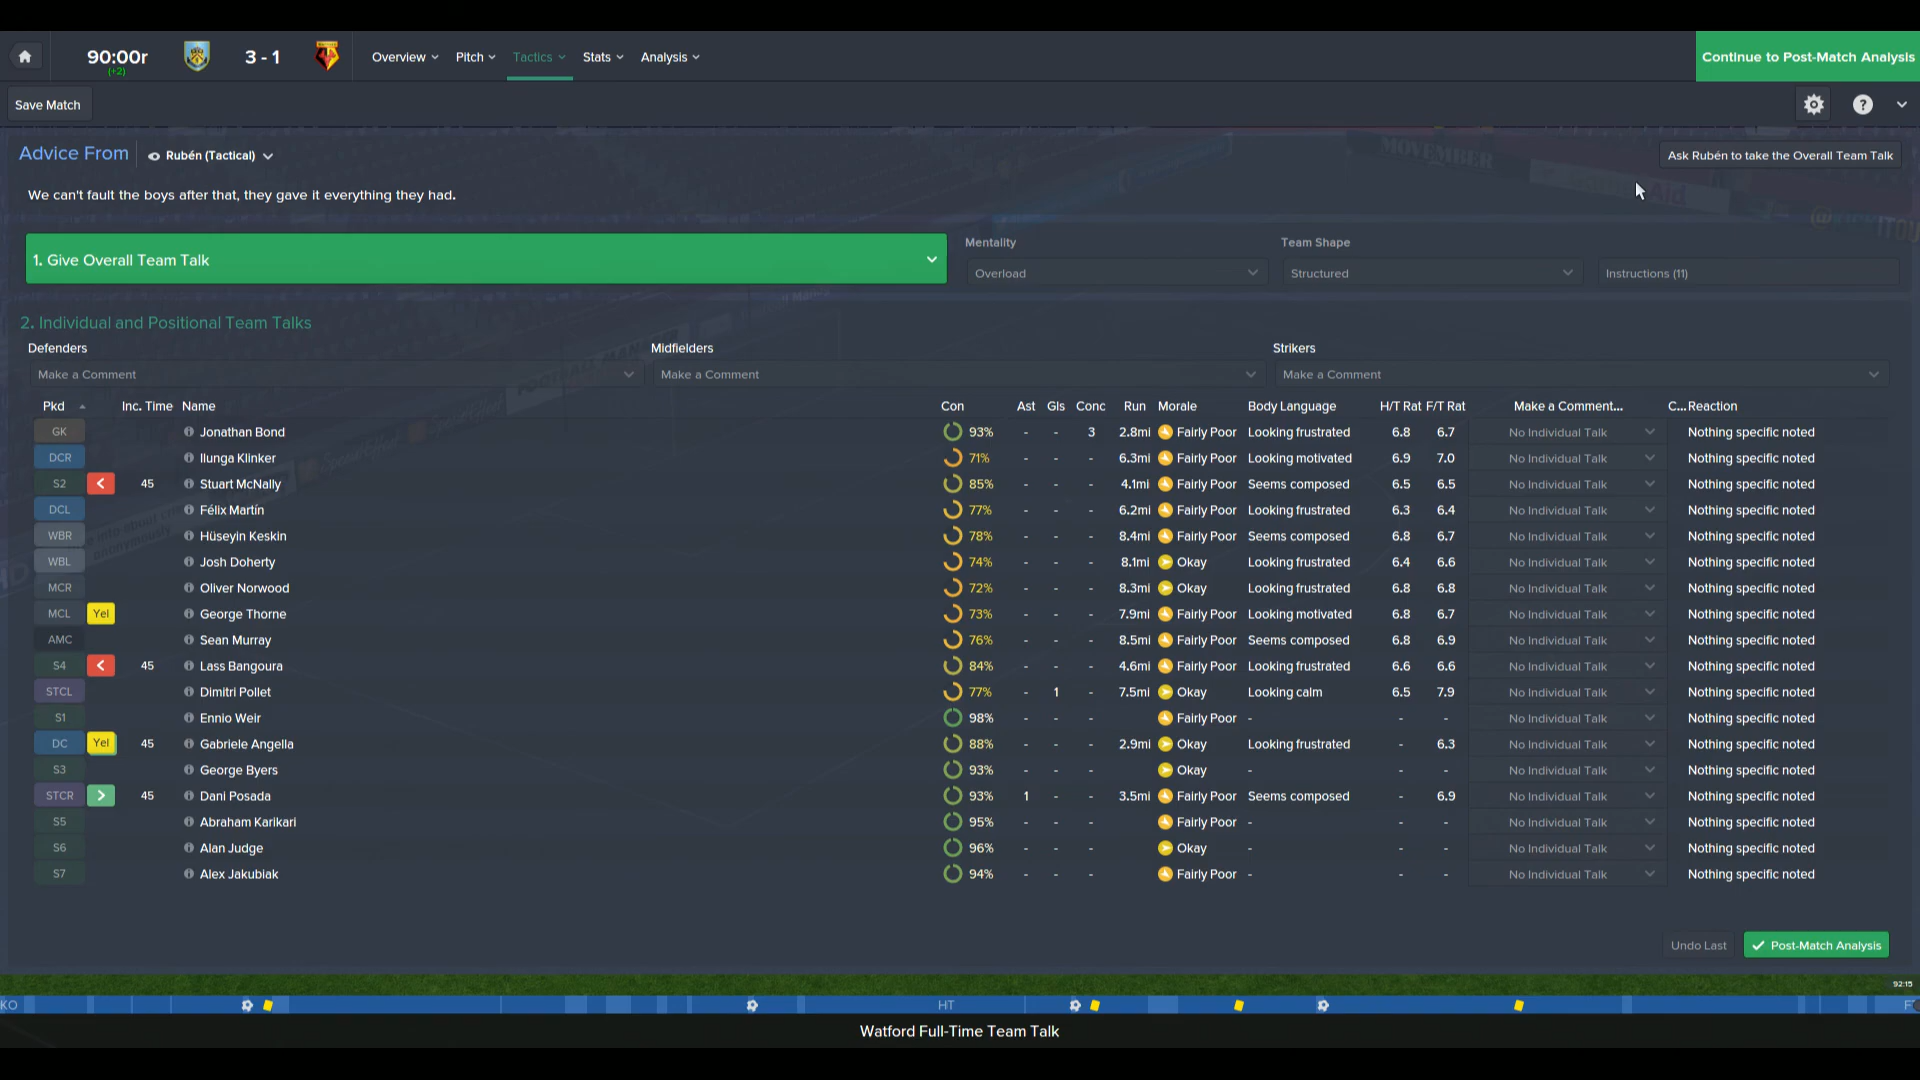 90:00r
(+2)
3 - 1
Overview
Pitch
Tactics
Stats
Analysis
Continue to Post-Match Analysis
Save Match
?
Advice From
Rubén (Tactical)
Ask Rubén to take the Overall Team Talk
We can't fault the boys after that, they gave it everything they had.
1. Give Overall Team Talk
Mentality
Overload
Team Shape
Structured
Instructions (11)
2. Individual and Positional Team Talks
Defenders
Midfielders
Strikers
Make a Comment
Make a Comment
Make a Comment
Pkd Inc. Time Name Con Ast Gls Conc Run Morale Body Language H/T Rat F/T Rat Make a Comment... C... Reaction
GK Jonathan Bond 93% - - 3 2.8mi Fairly Poor Looking frustrated 6.8 6.7 No Individual Talk Nothing specific noted
DCR Ilunga Klinker 71% - - - 6.3mi Fairly Poor Looking motivated 6.9 7.0 No Individual Talk Nothing specific noted
S2 45 Stuart McNally 85% - - - 4.1mi Fairly Poor Seems composed 6.5 6.5 No Individual Talk Nothing specific noted
DCL Félix Martín 77% - - - 6.2mi Fairly Poor Looking frustrated 6.3 6.4 No Individual Talk Nothing specific noted
WBR Hüseyin Keskin 78% - - - 8.4mi Fairly Poor Seems composed 6.8 6.7 No Individual Talk Nothing specific noted
WBL Josh Doherty 74% - - - 8.1mi Okay Looking frustrated 6.4 6.6 No Individual Talk Nothing specific noted
MCR Oliver Norwood 72% - - - 8.3mi Okay Looking frustrated 6.8 6.8 No Individual Talk Nothing specific noted
MCL Yel George Thorne 73% - - - 7.9mi Fairly Poor Looking motivated 6.8 6.7 No Individual Talk Nothing specific noted
AMC Sean Murray 76% - - - 8.5mi Fairly Poor Seems composed 6.8 6.9 No Individual Talk Nothing specific noted
S4 45 Lass Bangoura 84% - - - 4.6mi Fairly Poor Looking frustrated 6.6 6.6 No Individual Talk Nothing specific noted
STCL Dimitri Pollet 77% - 1 - 7.5mi Okay Looking calm 6.5 7.9 No Individual Talk Nothing specific noted
S1 Ennio Weir 98% - - - Fairly Poor - - - No Individual Talk Nothing specific noted
DC Yel 45 Gabriele Angella 88% - - - 2.9mi Okay Looking frustrated - 6.3 No Individual Talk Nothing specific noted
S3 George Byers 93% - - - Okay - - - No Individual Talk Nothing specific noted
STCR 45 Dani Posada 93% 1 - - 3.5mi Fairly Poor Seems composed - 6.9 No Individual Talk Nothing specific noted
S5 Abraham Karikari 95% - - - Fairly Poor - - - No Individual Talk Nothing specific noted
S6 Alan Judge 96% - - - Okay - - - No Individual Talk Nothing specific noted
S7 Alex Jakubiak 94% - - - Fairly Poor - - - No Individual Talk Nothing specific noted
Undo Last
Post-Match Analysis
92:15
KO
HT
Watford Full-Time Team Talk